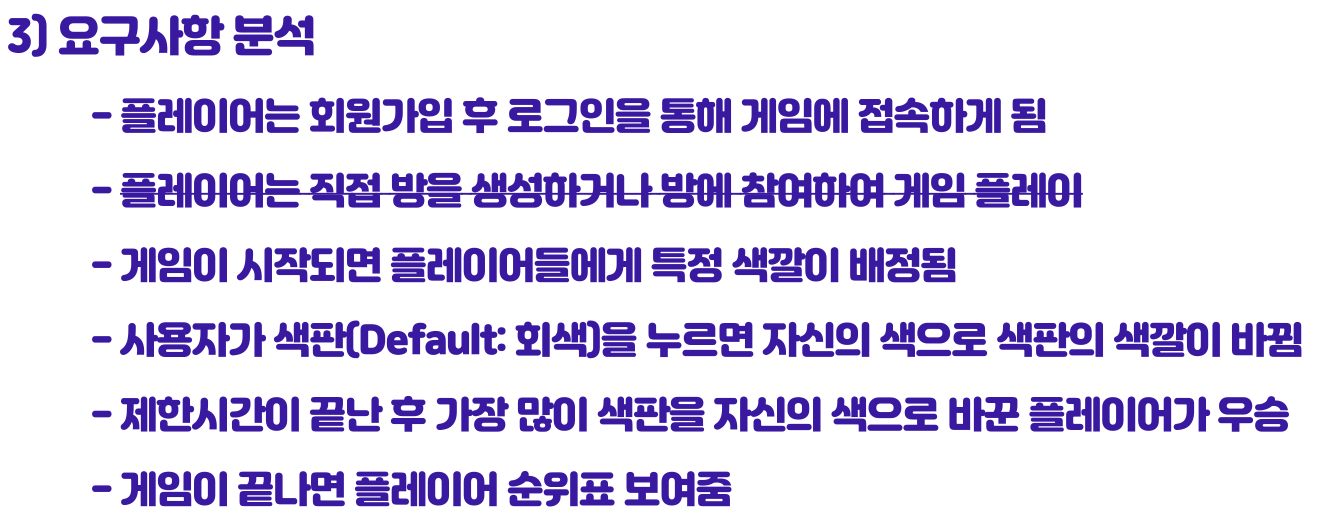 3) 요구사항 분석
- 플레이어는 회원가입 후 로그인을 통해 게임에 접속하게 됨
- 플레이어는 직접 방을 생성하거나 방에 참여하여 게임 플레이
- 게임이 시작되면 플레이어들에게 특정 색깔이 배정됨
- 사용자가 색판(Default: 회색)을 누르면 자신의 색으로 색판의 색깔이 바뀜
- 제한시간이 끝난 후 가장 많이 색판을 자신의 색으로 바꾼 플레이어가 우승
- 게임이 끝나면 플레이어 순위표 보여줌